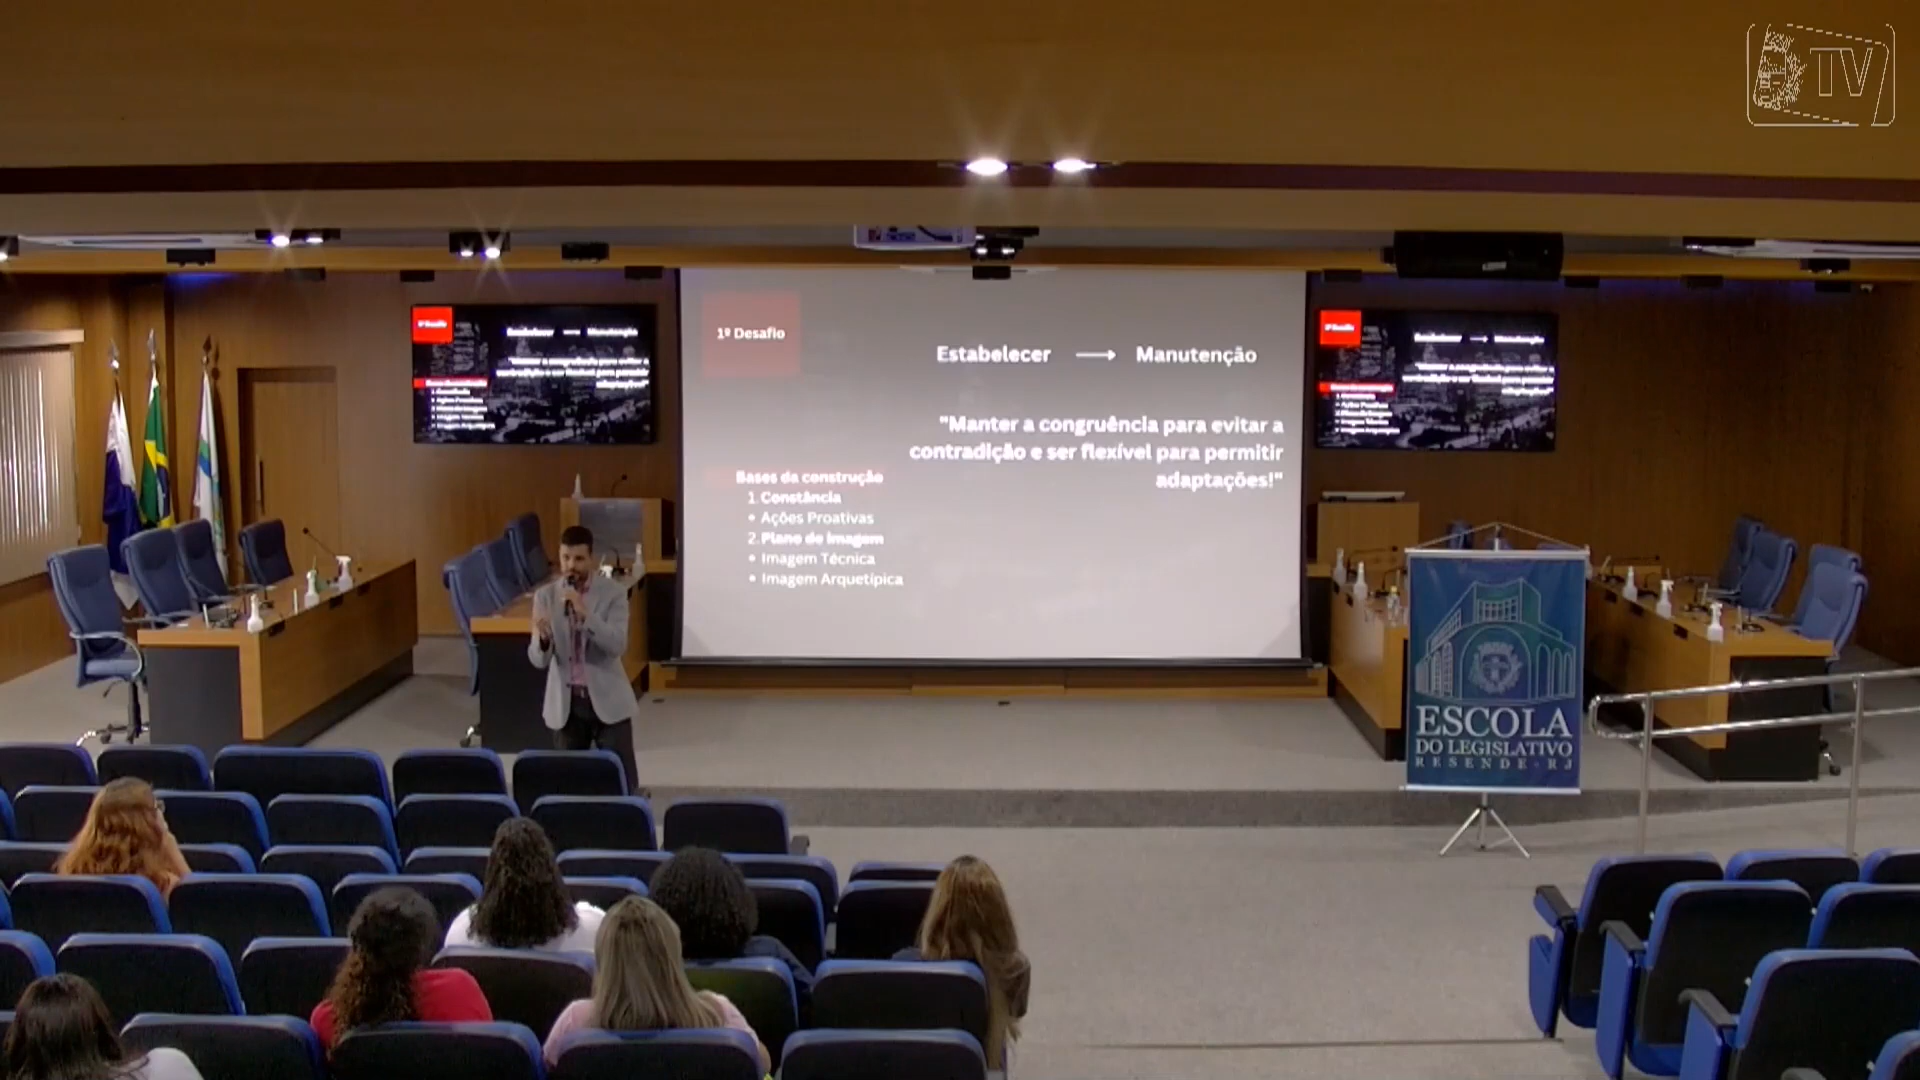 TV
1º Desafio
Estabelecer → Manutenção
"Manter a congruência para evitar a
contradição e ser flexível para permitir
adaptações!"
Bases da construção
1. Constância
• Ações Proativas
2. Plano de Imagem
• Imagem Técnica
• Imagem Arquetípica
ESCOLA
DO LEGISLATIVO
RESENDE-RJ